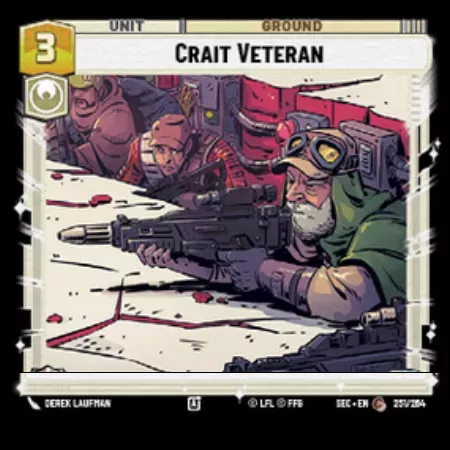 UNIT GROUND
3
CRAIT VETERAN
DEREK LAUFMAN A © LFL © FFG SEC • EN 251/264